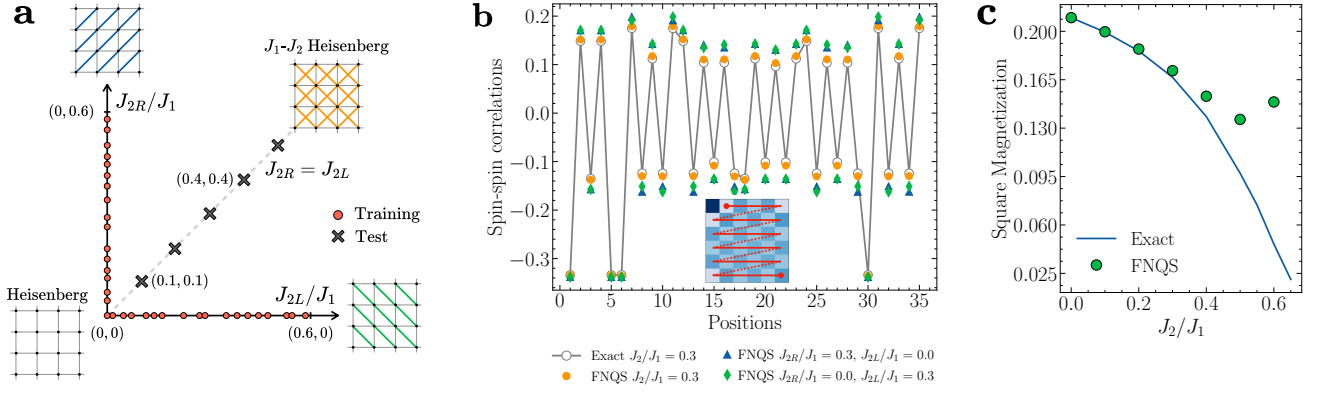 a
J₂R/J₁
(0, 0.6)
J₁-J₂ Heisenberg
J₂R = J₂L
(0.4, 0.4)
Training
Test
(0.1, 0.1)
Heisenberg
J₂L/J₁
(0, 0)
(0.6, 0)
b
Spin-spin correlations
0.2
0.1
0.0
−0.1
−0.2
−0.3
0 5 10 15 20 25 30 35
Positions
Exact J₂/J₁ = 0.3
FNQS J₂/J₁ = 0.3
FNQS J₂R/J₁ = 0.3, J₂L/J₁ = 0.0
FNQS J₂R/J₁ = 0.0, J₂L/J₁ = 0.3
c
Square Magnetization
0.200
0.165
0.130
0.095
0.060
0.025
Exact
FNQS
0.0 0.2 0.4 0.6
J₂/J₁